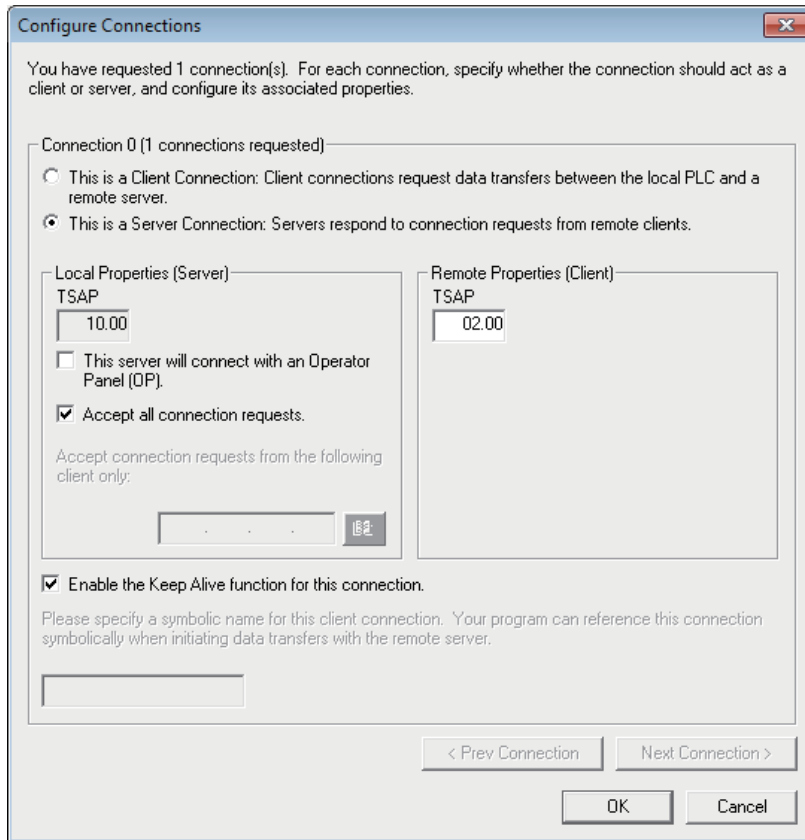 Configure Connections
You have requested 1 connection(s). For each connection, specify whether the connection should act as a
client or server, and configure its associated properties.
Connection 0 (1 connections requested)
This is a Client Connection: Client connections request data transfers between the local PLC and a
remote server.
This is a Server Connection: Servers respond to connection requests from remote clients.
Local Properties (Server)
TSAP
10.00
This server will connect with an Operator
Panel (OP).
Accept all connection requests.
Accept connection requests from the following
client only:
. . .
Remote Properties (Client)
TSAP
02.00
Enable the Keep Alive function for this connection.
Please specify a symbolic name for this client connection. Your program can reference this connection
symbolically when initiating data transfers with the remote server.
< Prev Connection
Next Connection >
OK
Cancel